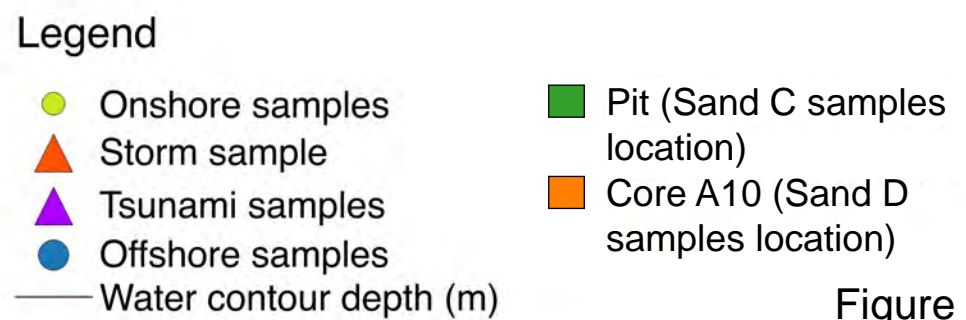 Legend
Onshore samples
Storm sample
Tsunami samples
Offshore samples
Water contour depth (m)
Pit (Sand C samples
location)
Core A10 (Sand D
samples location)
Figure